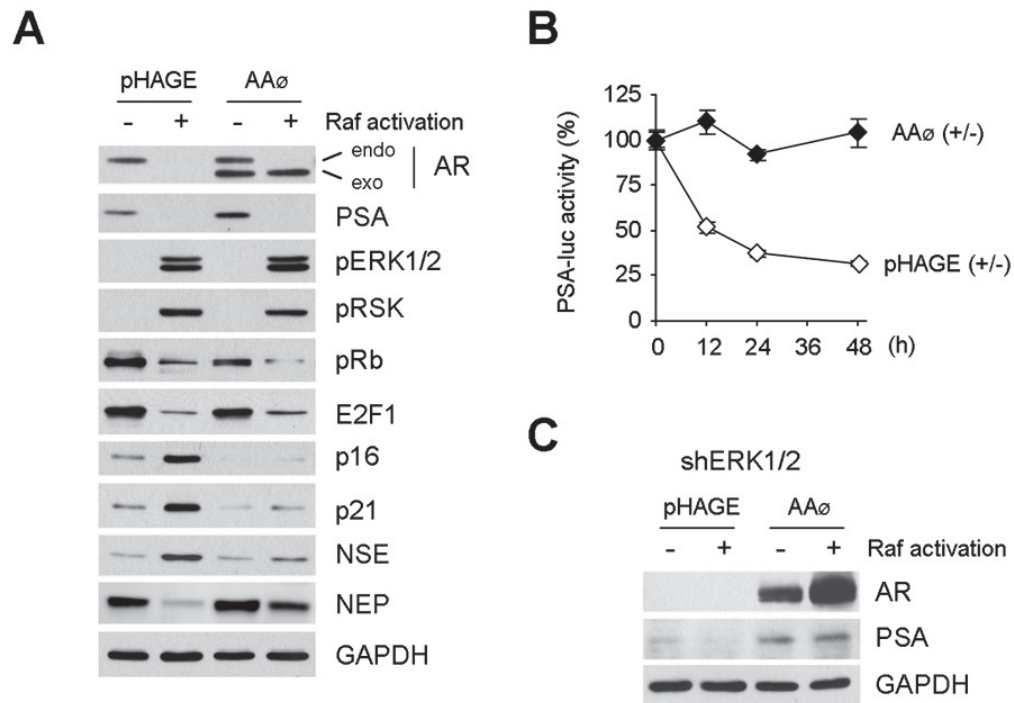 A
pHAGE AAø
- + - + Raf activation
endo
exo
AR
PSA
pERK1/2
pRSK
pRb
E2F1
p16
p21
NSE
NEP
GAPDH
B
PSA-luc activity (%)
125
100
75
50
25
0
0 12 24 36 48 (h)
AAø (+/-)
pHAGE (+/-)
C
shERK1/2
pHAGE AAø
- + - + Raf activation
AR
PSA
GAPDH